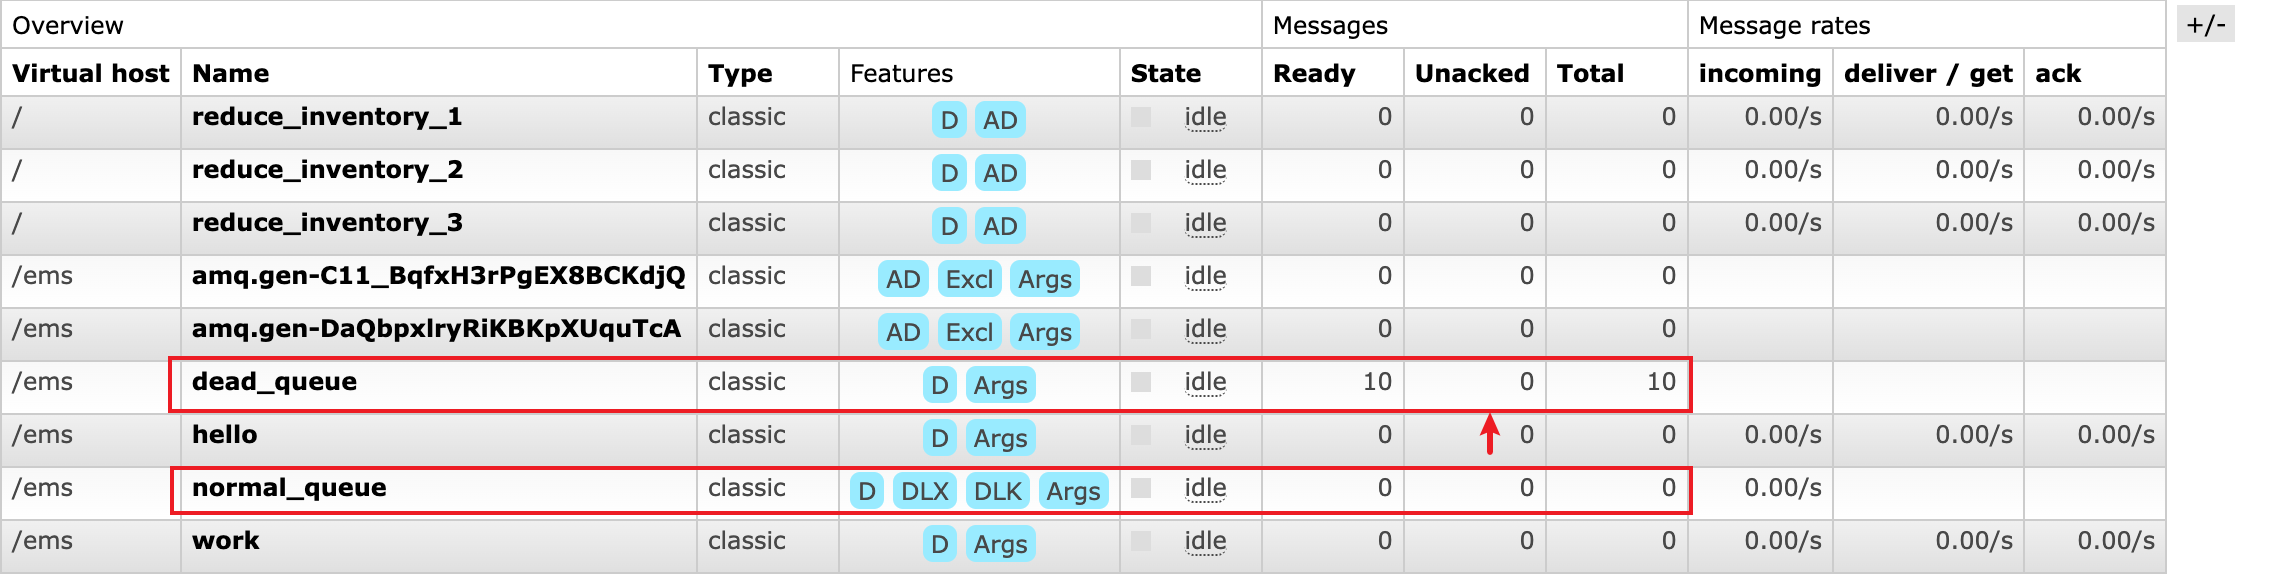 Overview Messages Message rates +/-
Virtual host Name Type Features State Ready Unacked Total incoming deliver / get ack
/ reduce_inventory_1 classic D AD idle 0 0 0 0.00/s 0.00/s 0.00/s
/ reduce_inventory_2 classic D AD idle 0 0 0 0.00/s 0.00/s 0.00/s
/ reduce_inventory_3 classic D AD idle 0 0 0 0.00/s 0.00/s 0.00/s
/ems amq.gen-C11_BqfxH3rPgEX8BCKdjQ classic AD Excl Args idle 0 0 0
/ems amq.gen-DaQbpxlryRiKBKpXUquTcA classic AD Excl Args idle 0 0 0
/ems dead_queue classic D Args idle 10 0 10
/ems hello classic D Args idle 0 0 0 0.00/s 0.00/s 0.00/s
/ems normal_queue classic D DLX DLK Args idle 0 0 0 0.00/s
/ems work classic D Args idle 0 0 0 0.00/s 0.00/s 0.00/s